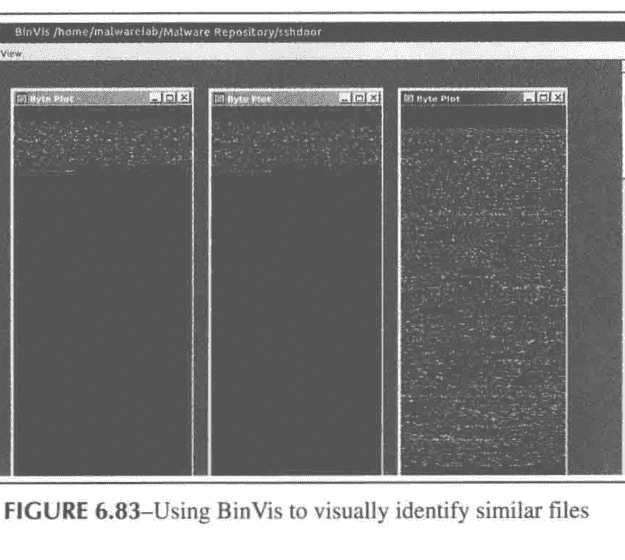 BinVis /home/malwarelab/Malware Repository/sshdoor
View
Byte Plot
Byte Plot
Byte Plot
FIGURE 6.83–Using BinVis to visually identify similar files